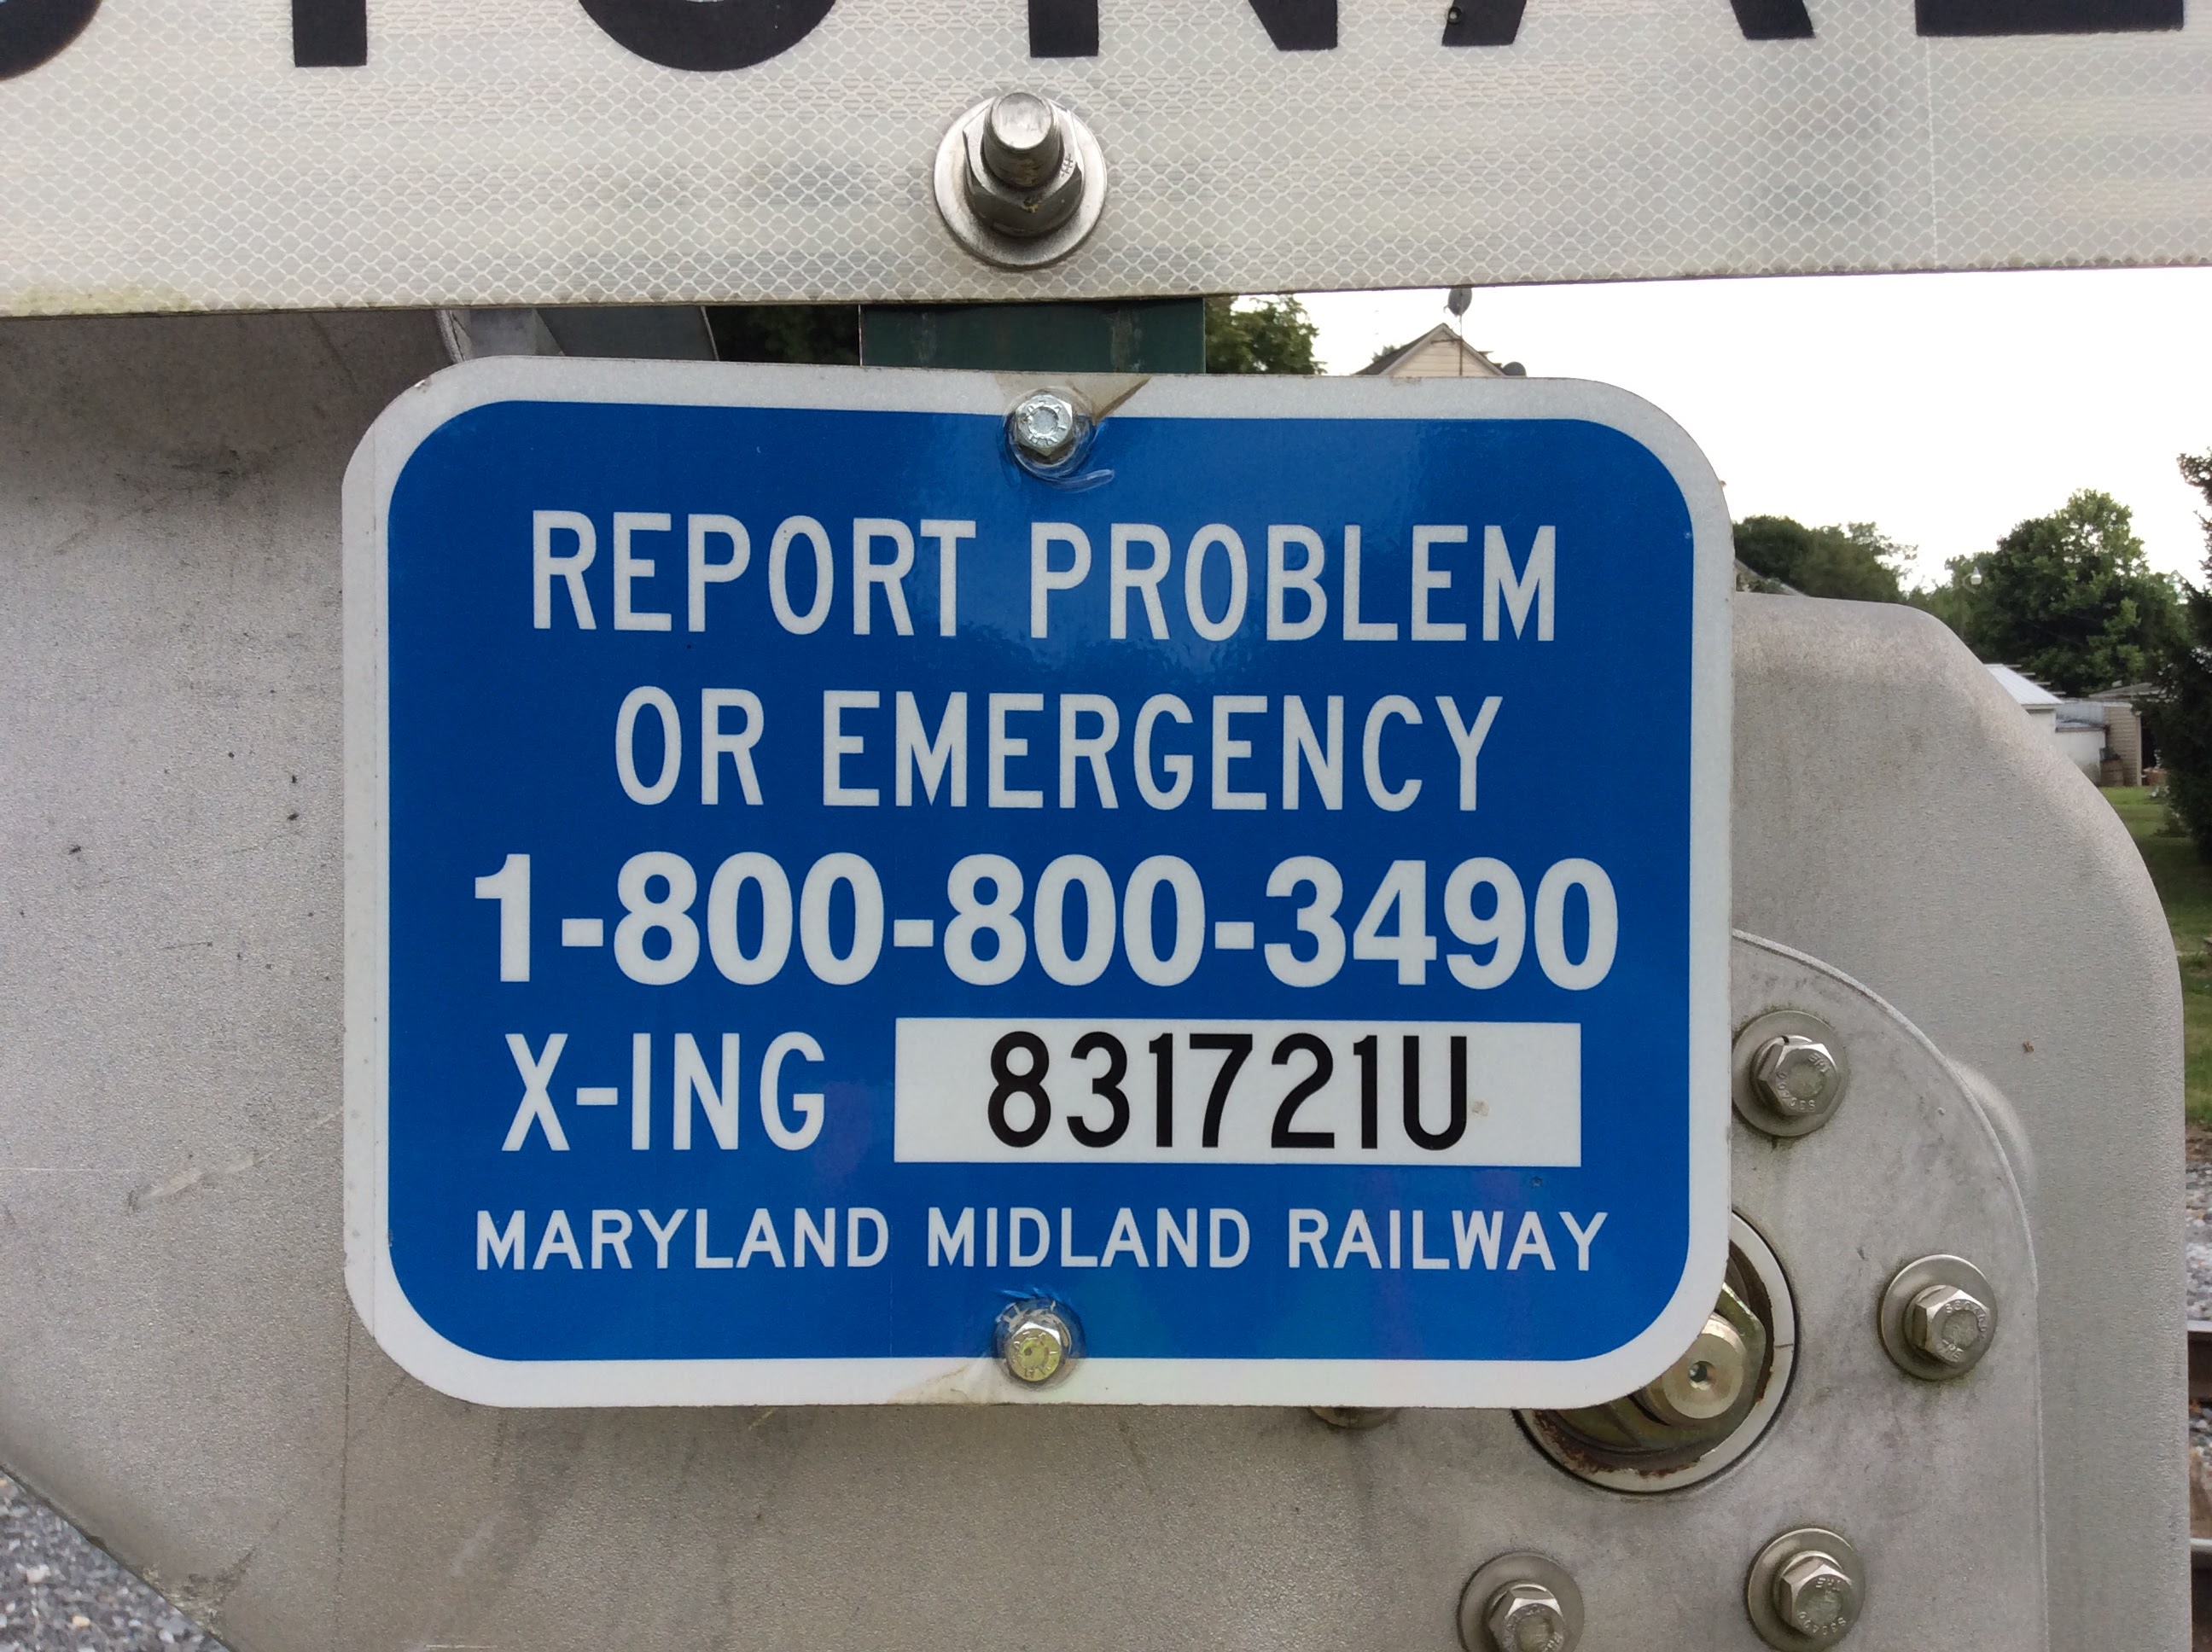 REPORT PROBLEM
OR EMERGENCY
1-800-800-3490
X-ING 831721U
MARYLAND MIDLAND RAILWAY